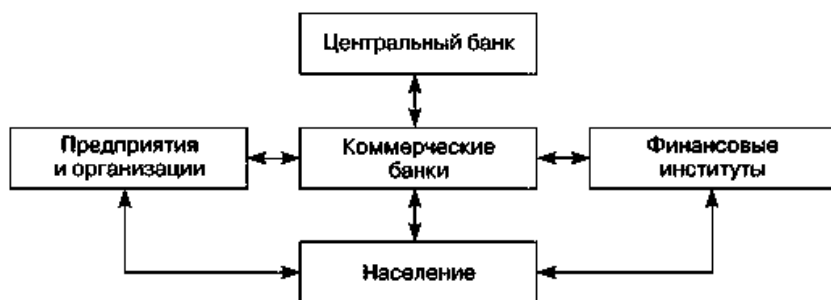 Центральный банк
Предприятия
и организации
Коммерческие
банки
Финансовые
институты
Население